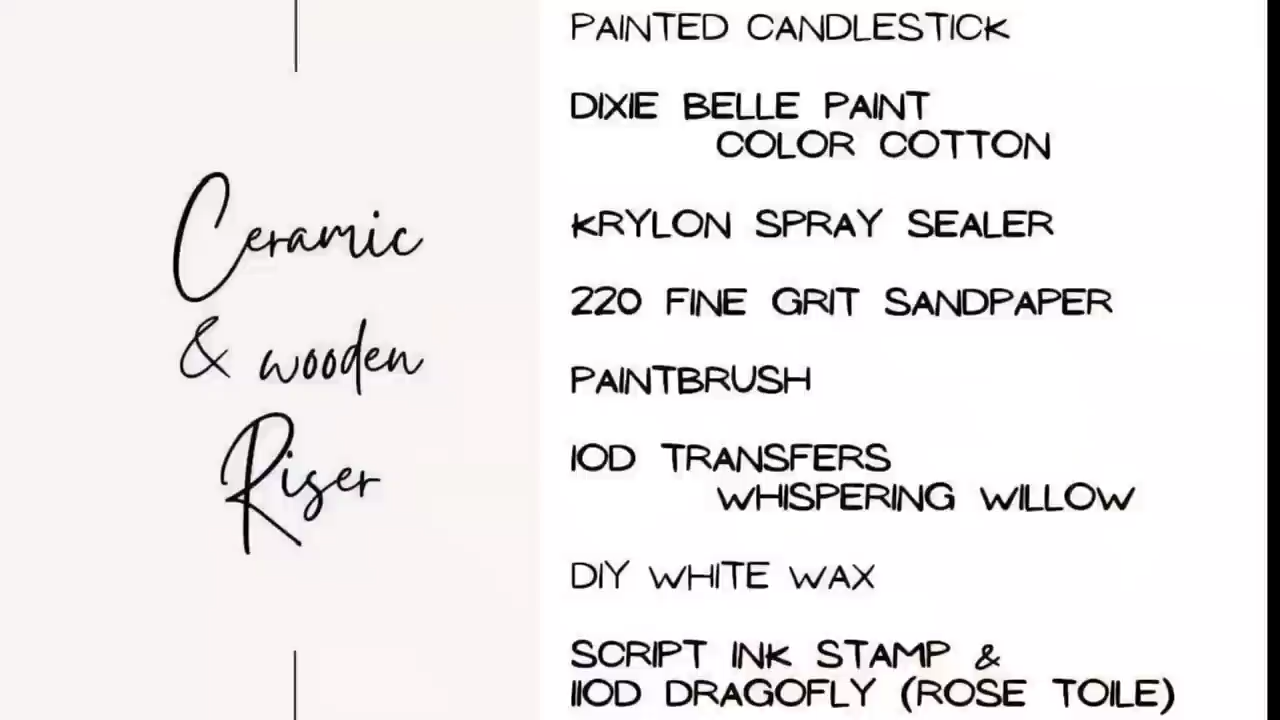 Ceramic
& wooden
Riser
PAINTED CANDLESTICK
DIXIE BELLE PAINT
COLOR COTTON
KRYLON SPRAY SEALER
220 FINE GRIT SANDPAPER
PAINTBRUSH
IOD TRANSFERS
WHISPERING WILLOW
DIY WHITE WAX
SCRIPT INK STAMP &
IIOD DRAGOFLY (ROSE TOILE)